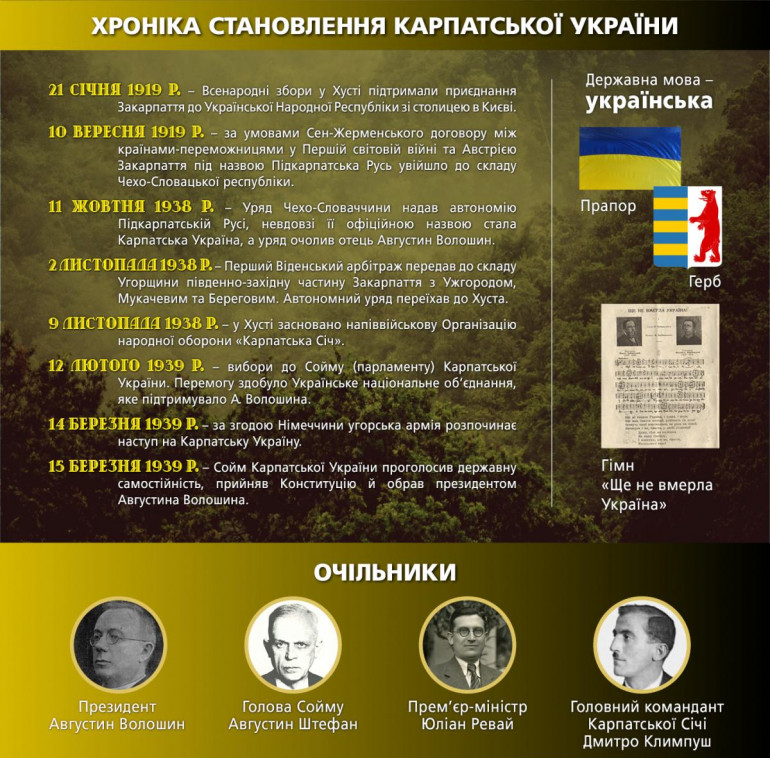 ХРОНІКА СТАНОВЛЕННЯ КАРПАТСЬКОЇ УКРАЇНИ
21 СІЧНЯ 1919 Р. – Всенародні збори у Хусті підтримали приєднання
Закарпаття до Української Народної Республіки зі столицею в Києві.
10 ВЕРЕСНЯ 1919 Р. – за умовами Сен-Жерменського договору між
країнами-переможницями у Першій світовій війні та Австрією
Закарпаття під назвою Підкарпатська Русь увійшло до складу
Чехо-Словацької республіки.
11 ЖОВТНЯ 1938 Р. – Уряд Чехо-Словаччини надав автономію
Підкарпатській Русі, невдовзі її офіційною назвою стала
Карпатська Україна, а уряд очолив отець Августин Волошин.
2 ЛИСТОПАДА 1938 Р. – Перший Віденський арбітраж передав до складу
Угорщини південно-західну частину Закарпаття з Ужгородом,
Мукачевим та Береговим. Автономний уряд переїхав до Хуста.
9 ЛИСТОПАДА 1938 Р. – у Хусті засновано напіввійськову Організацію
народної оборони «Карпатська Січ».
12 ЛЮТОГО 1939 Р. – вибори до Сойму (парламенту) Карпатської
України. Перемогу здобуло Українське національне об’єднання,
яке підтримувало А. Волошина.
14 БЕРЕЗНЯ 1939 Р. – за згодою Німеччини угорська армія розпочинає
наступ на Карпатську Україну.
15 БЕРЕЗНЯ 1939 Р. – Сойм Карпатської України проголосив державну
самостійність, прийняв Конституцію й обрав президентом
Августина Волошина.
Державна мова –
українська
Прапор
Герб
ЩЕ НЕ ВМЕРЛА УКРАЇНА!
Гімн
«Ще не вмерла
Україна»
ОЧІЛЬНИКИ
Президент
Августин Волошин
Голова Сойму
Августин Штефан
Прем’єр-міністр
Юліан Ревай
Головний командант
Карпатської Січі
Дмитро Климпуш